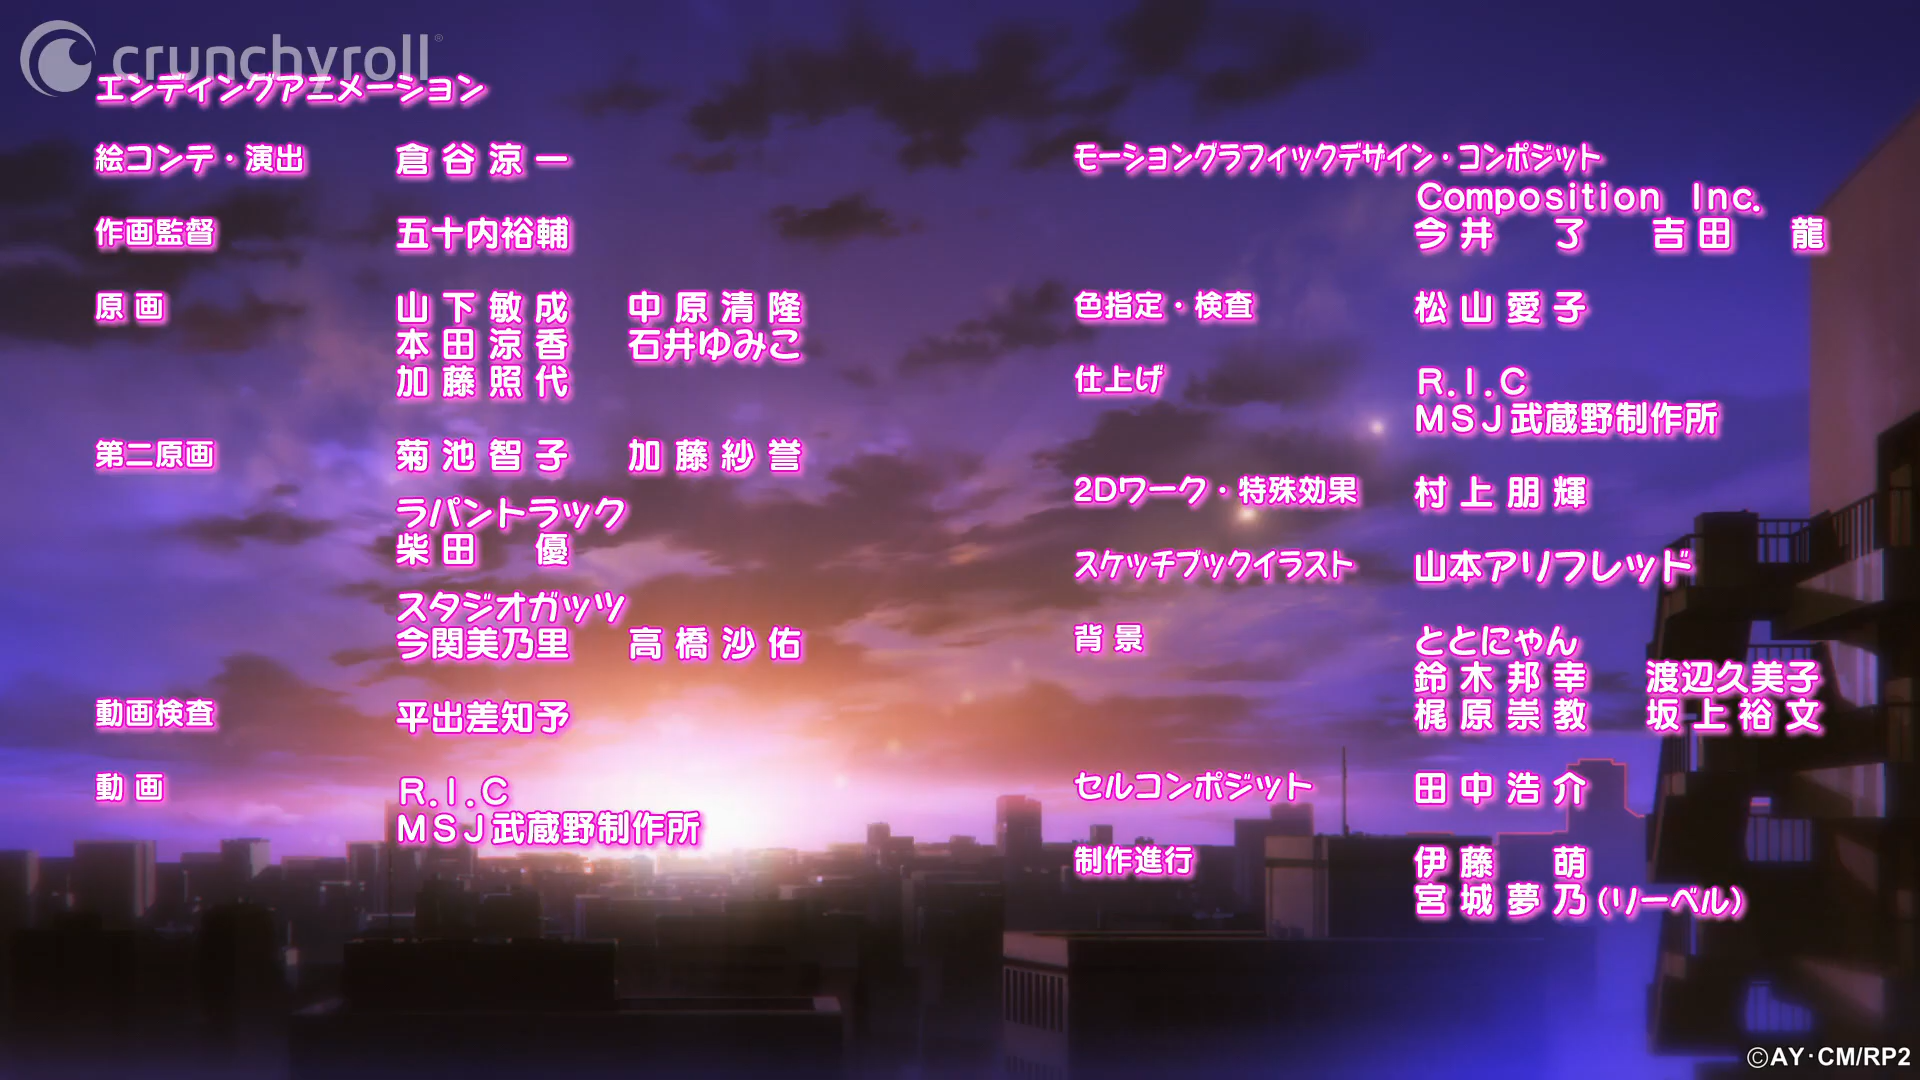 crunchyroll®
エンディングアニメーション
絵コンテ・演出 倉谷涼一
作画監督 五十内裕輔
原画 山下敏成 中原清隆
本田涼香 石井ゆみこ
加藤照代
第二原画 菊池智子 加藤紗誉
ラパントラック
柴田 優
スタジオガッツ
今関美乃里 高橋沙佑
動画検査 平出差知予
動画 R.I.C
MSJ武蔵野制作所
モーショングラフィックデザイン・コンポジット
Composition Inc.
今井 了 吉田 龍
色指定・検査 松山愛子
仕上げ R.I.C
MSJ武蔵野制作所
2Dワーク・特殊効果 村上朋輝
スケッチブックイラスト 山本アリフレッド
背景 ととにゃん
鈴木邦幸 渡辺久美子
梶原崇教 坂上裕文
セルコンポジット 田中浩介
制作進行 伊藤 萌
宮城夢乃(リーベル)
©AY・CM/RP2